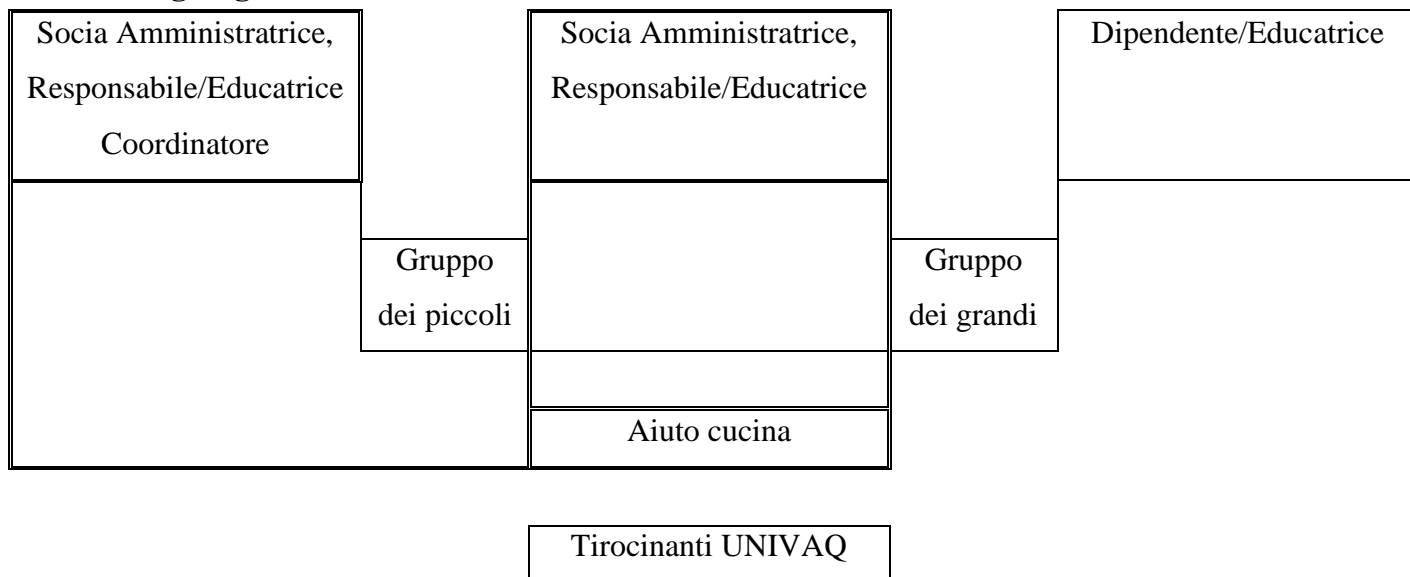 Socia Amministratrice,
Responsabile/Educatrice
Coordinatore
Socia Amministratrice,
Responsabile/Educatrice
Dipendente/Educatrice
Gruppo
dei piccoli
Gruppo
dei grandi
Aiuto cucina
Tirocinanti UNIVAQ